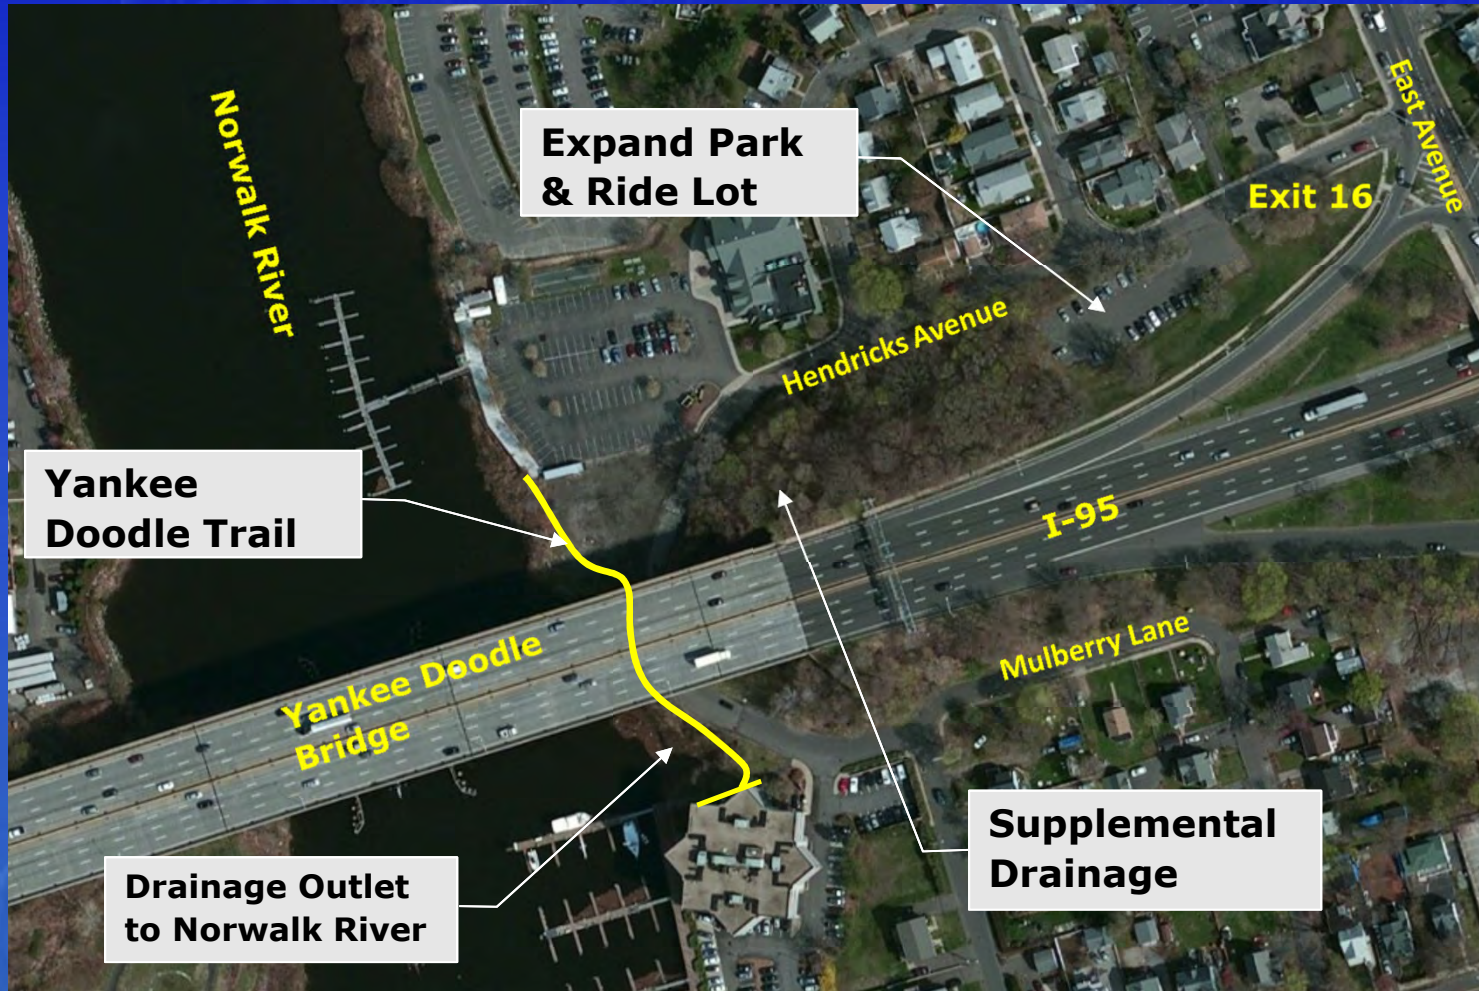 Norwalk River
Expand Park
& Ride Lot
East Avenue
Exit 16
Hendricks Avenue
Yankee
Doodle Trail
I-95
Yankee Doodle
Bridge
Mulberry Lane
Supplemental
Drainage
Drainage Outlet
to Norwalk River